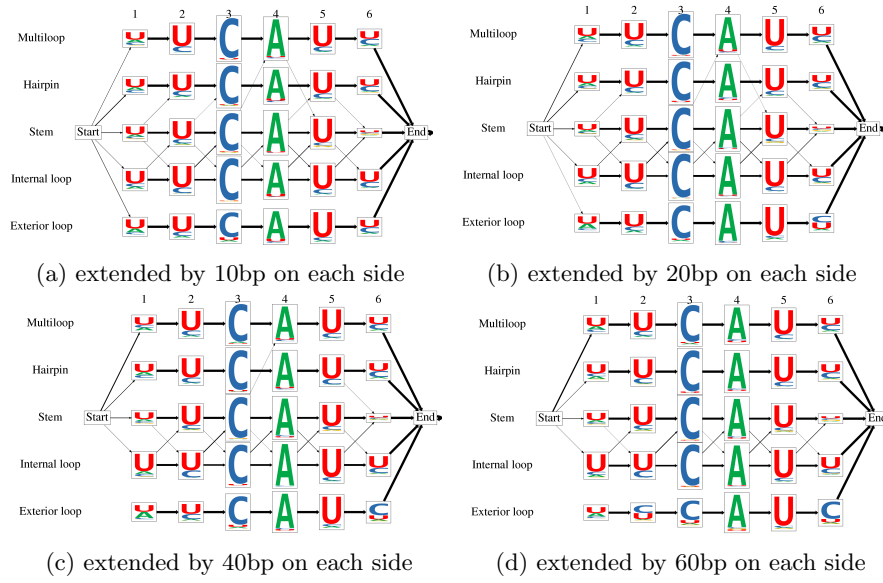 1 2 3 4 5 6
Multiloop U U C A U U
Hairpin U U C A U U
Stem U U C A U
Start End
Internal loop U U C A U U
Exterior loop U U C A U U
(a) extended by 10bp on each side
1 2 3 4 5 6
Multiloop U U C A U U
Hairpin U U C A U U
Stem U U C A U
Start End
Internal loop U U C A U U
Exterior loop U U C A U C
(b) extended by 20bp on each side
1 2 3 4 5 6
Multiloop U U C A U U
Hairpin U U C A U U
Stem U U C A U
Start End
Internal loop U U C A U U
Exterior loop U U C A U C
(c) extended by 40bp on each side
1 2 3 4 5 6
Multiloop U U C A U U
Hairpin U U C A U U
Stem U U C A U
Start End
Internal loop U U C A U U
Exterior loop U C C A U C
(d) extended by 60bp on each side